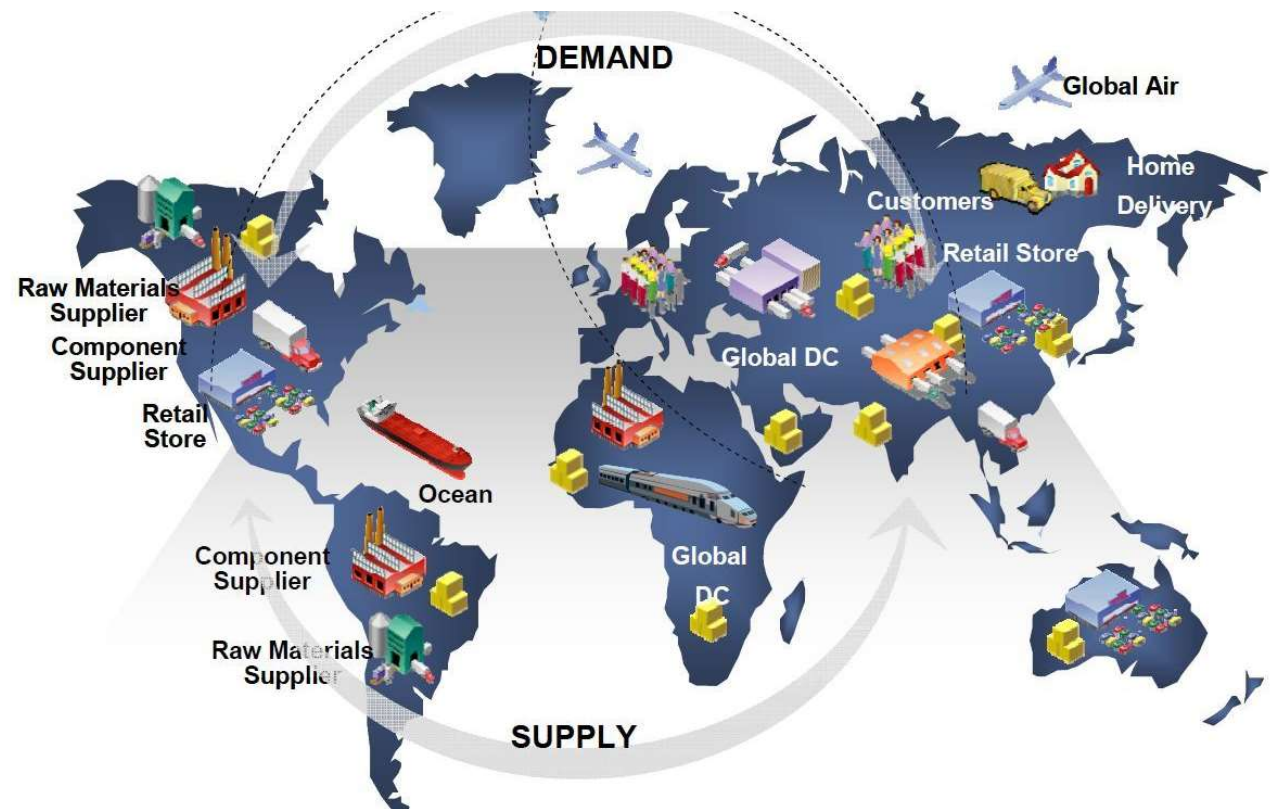 DEMAND
Global Air
Home
Delivery
Customers
Retail Store
Raw Materials
Supplier
Component
Supplier
Global DC
Retail
Store
Ocean
Component
Supplier
Global
DC
Raw Materials
Supplier
SUPPLY